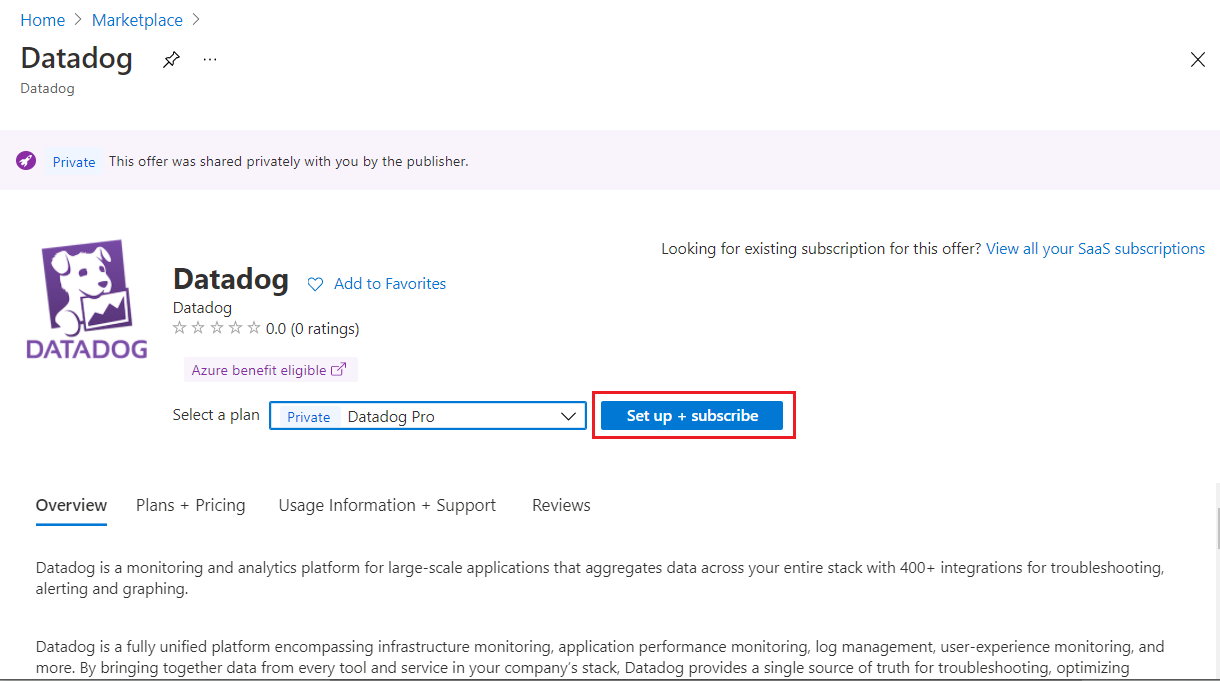 Home > Marketplace >
Datadog ...
Datadog
Private This offer was shared privately with you by the publisher.
Looking for existing subscription for this offer? View all your SaaS subscriptions
DATADOG
Datadog Add to Favorites
Datadog
0.0 (0 ratings)
Azure benefit eligible
Select a plan Private Datadog Pro Set up + subscribe
Overview Plans + Pricing Usage Information + Support Reviews
Datadog is a monitoring and analytics platform for large-scale applications that aggregates data across your entire stack with 400+ integrations for troubleshooting,
alerting and graphing.
Datadog is a fully unified platform encompassing infrastructure monitoring, application performance monitoring, log management, user-experience monitoring, and
more. By bringing together data from every tool and service in your company’s stack, Datadog provides a single source of truth for troubleshooting, optimizing